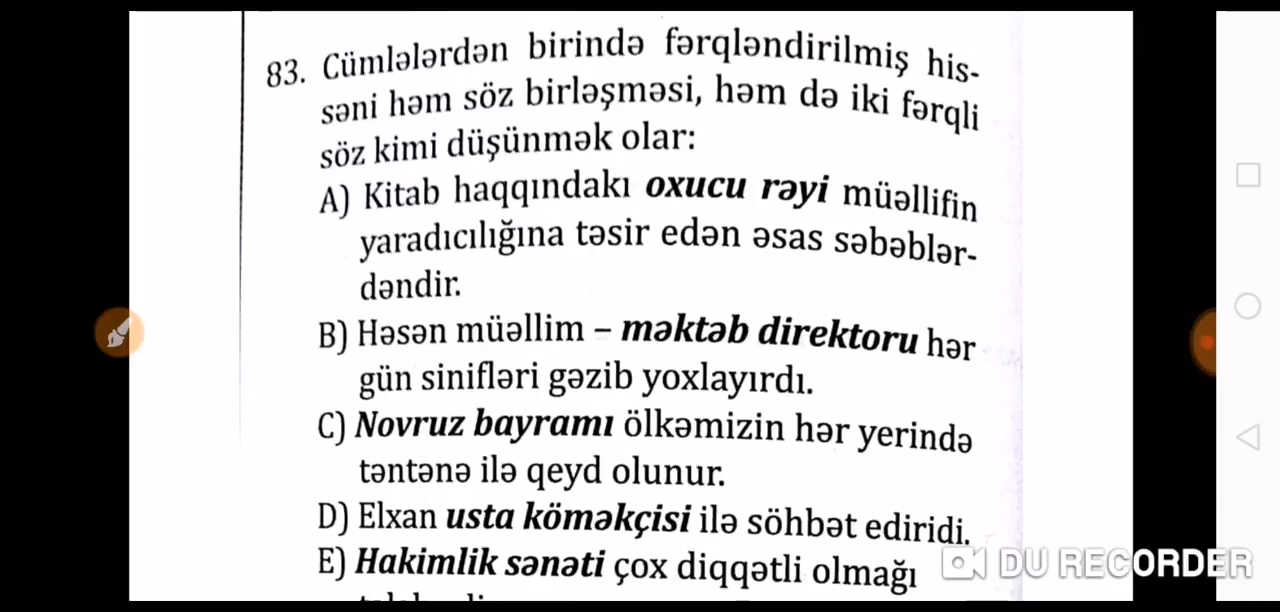 83. Cümlələrdən birində fərqləndirilmiş his-
səni həm söz birləşməsi, həm də iki fərqli
söz kimi düşünmək olar:
A) Kitab haqqındakı oxucu rəyi müəllifin
yaradıcılığına təsir edən əsas səbəblər-
dəndir.
B) Həsən müəllim – məktəb direktoru hər
gün sinifləri gəzib yoxlayırdı.
C) Novruz bayramı ölkəmizin hər yerində
təntənə ilə qeyd olunur.
D) Elxan usta köməkçisi ilə söhbət ediridi.
E) Hakimlik sənəti çox diqqətli olmağı
DU RECORDER